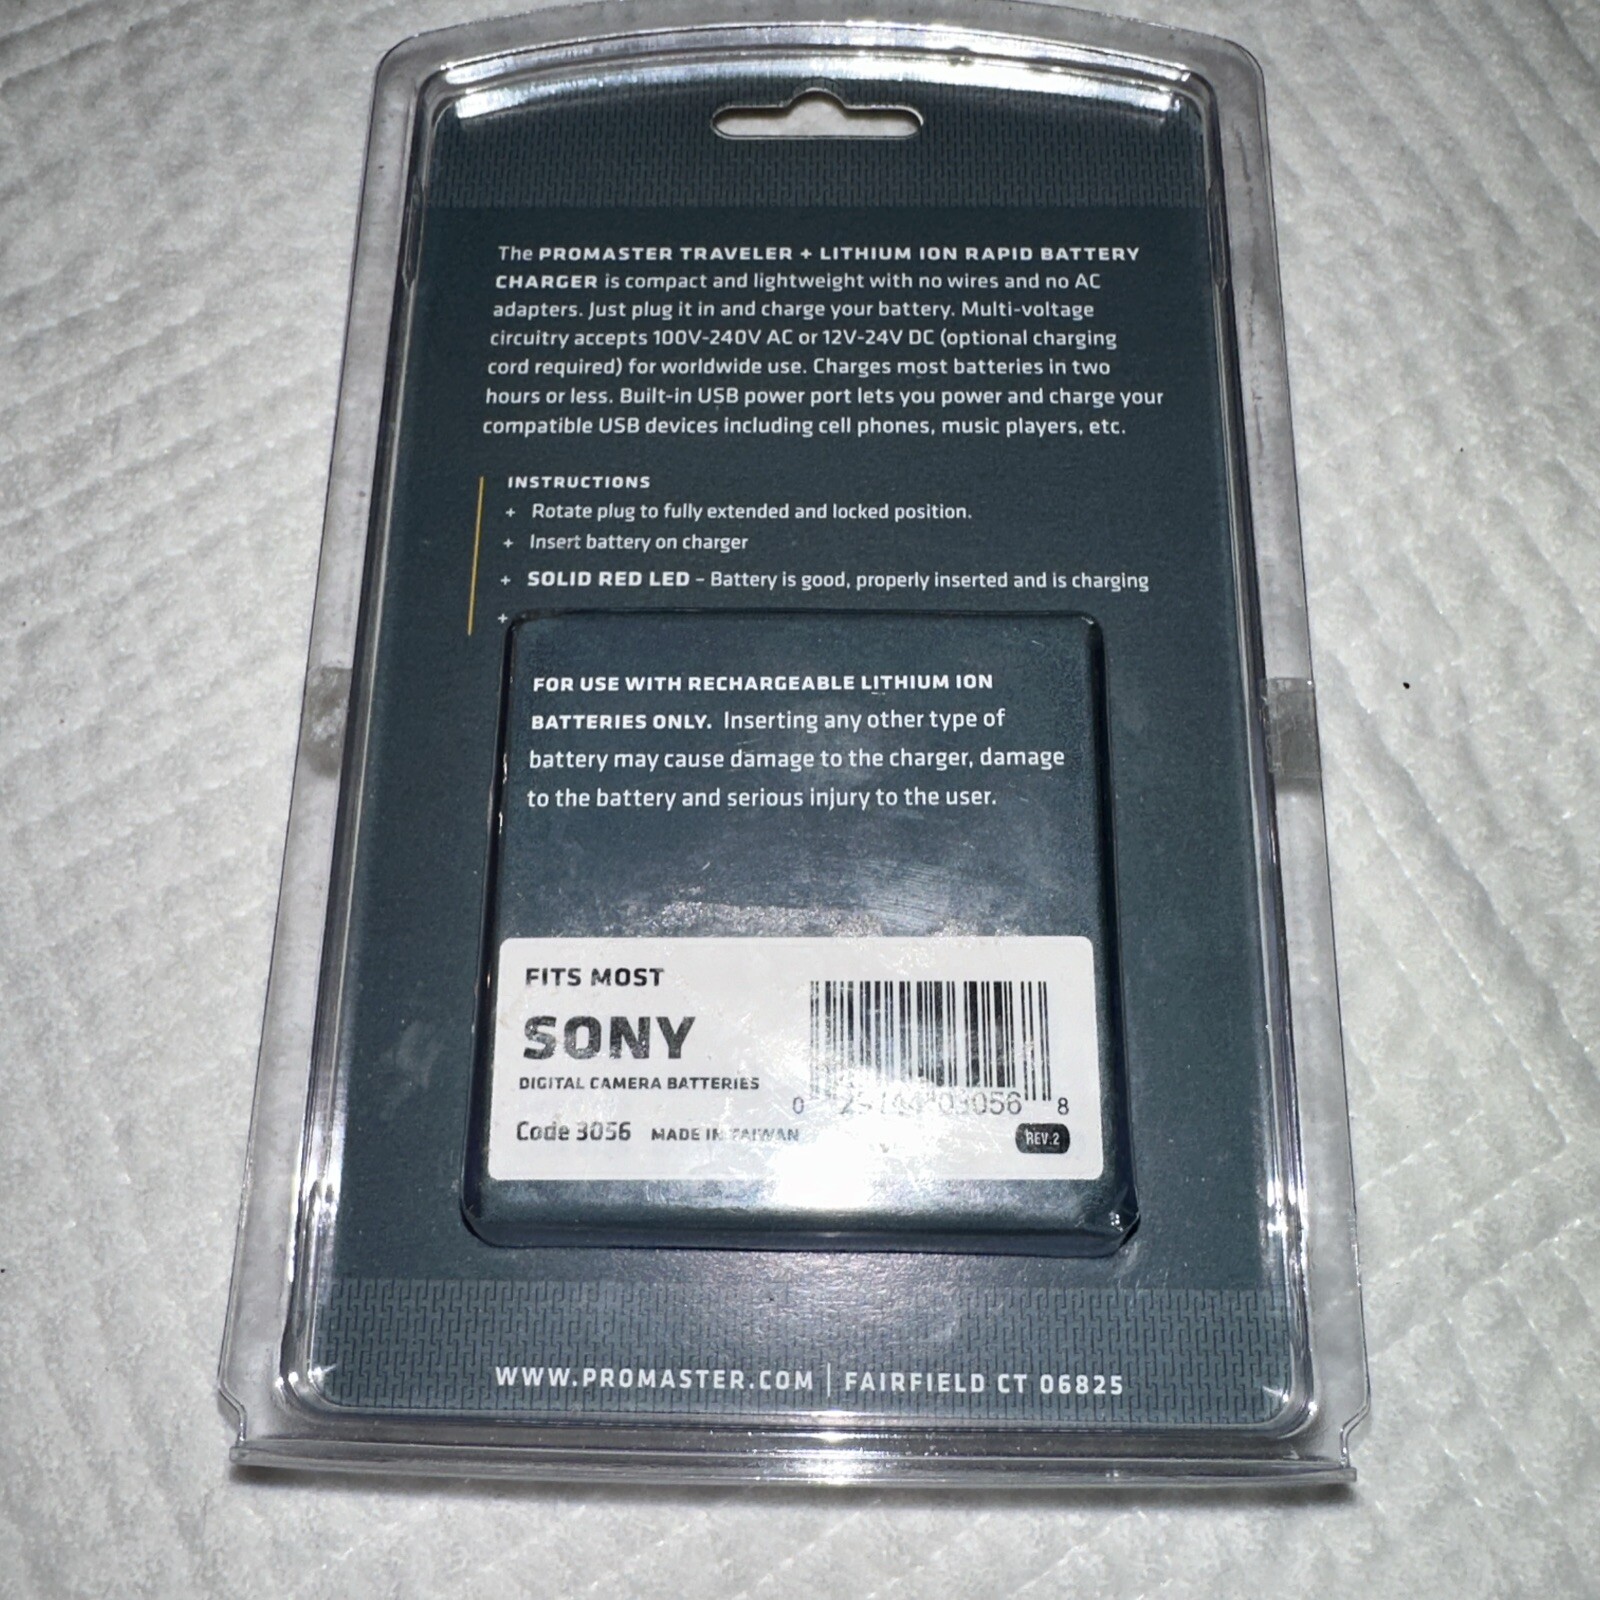 The PROMASTER TRAVELER + LITHIUM ION RAPID BATTERY
CHARGER is compact and lightweight with no wires and no AC
adapters. Just plug it in and charge your battery. Multi-voltage
circuitry accepts 100V-240V AC or 12V-24V DC (optional charging
cord required) for worldwide use. Charges most batteries in two
hours or less. Built-in USB power port lets you power and charge your
compatible USB devices including cell phones, music players, etc.
INSTRUCTIONS
+ Rotate plug to fully extended and locked position.
+ Insert battery on charger
+ SOLID RED LED – Battery is good, properly inserted and is charging
+
FOR USE WITH RECHARGEABLE LITHIUM ION
BATTERIES ONLY. Inserting any other type of
battery may cause damage to the charger, damage
to the battery and serious injury to the user.
FITS MOST
SONY
DIGITAL CAMERA BATTERIES
Code 3056 MADE IN TAIWAN
0 03056 8
REV.2
WWW.PROMASTER.COM | FAIRFIELD CT 06825